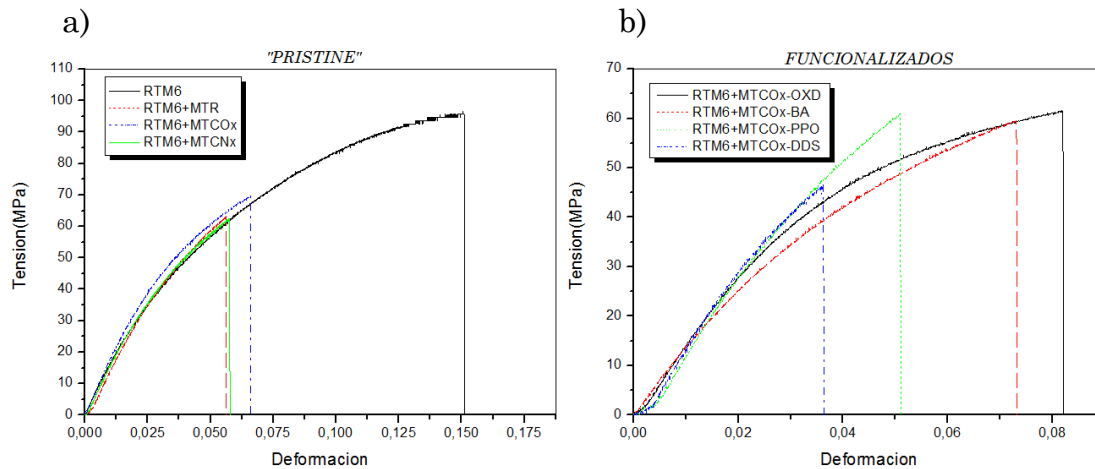 a)
"PRISTINE"
110
100
90
80
70
60
50
40
30
20
10
0
Tension(MPa)
RTM6
RTM6+MTR
RTM6+MTCOx
RTM6+MTCNx
0,000 0,025 0,050 0,075 0,100 0,125 0,150 0,175
Deformacion
b)
FUNCIONALIZADOS
70
60
50
40
30
20
10
0
Tension(MPa)
RTM6+MTCOx-OXD
RTM6+MTCOx-BA
RTM6+MTCOx-PPO
RTM6+MTCOx-DDS
0,00 0,02 0,04 0,06 0,08
Deformacion